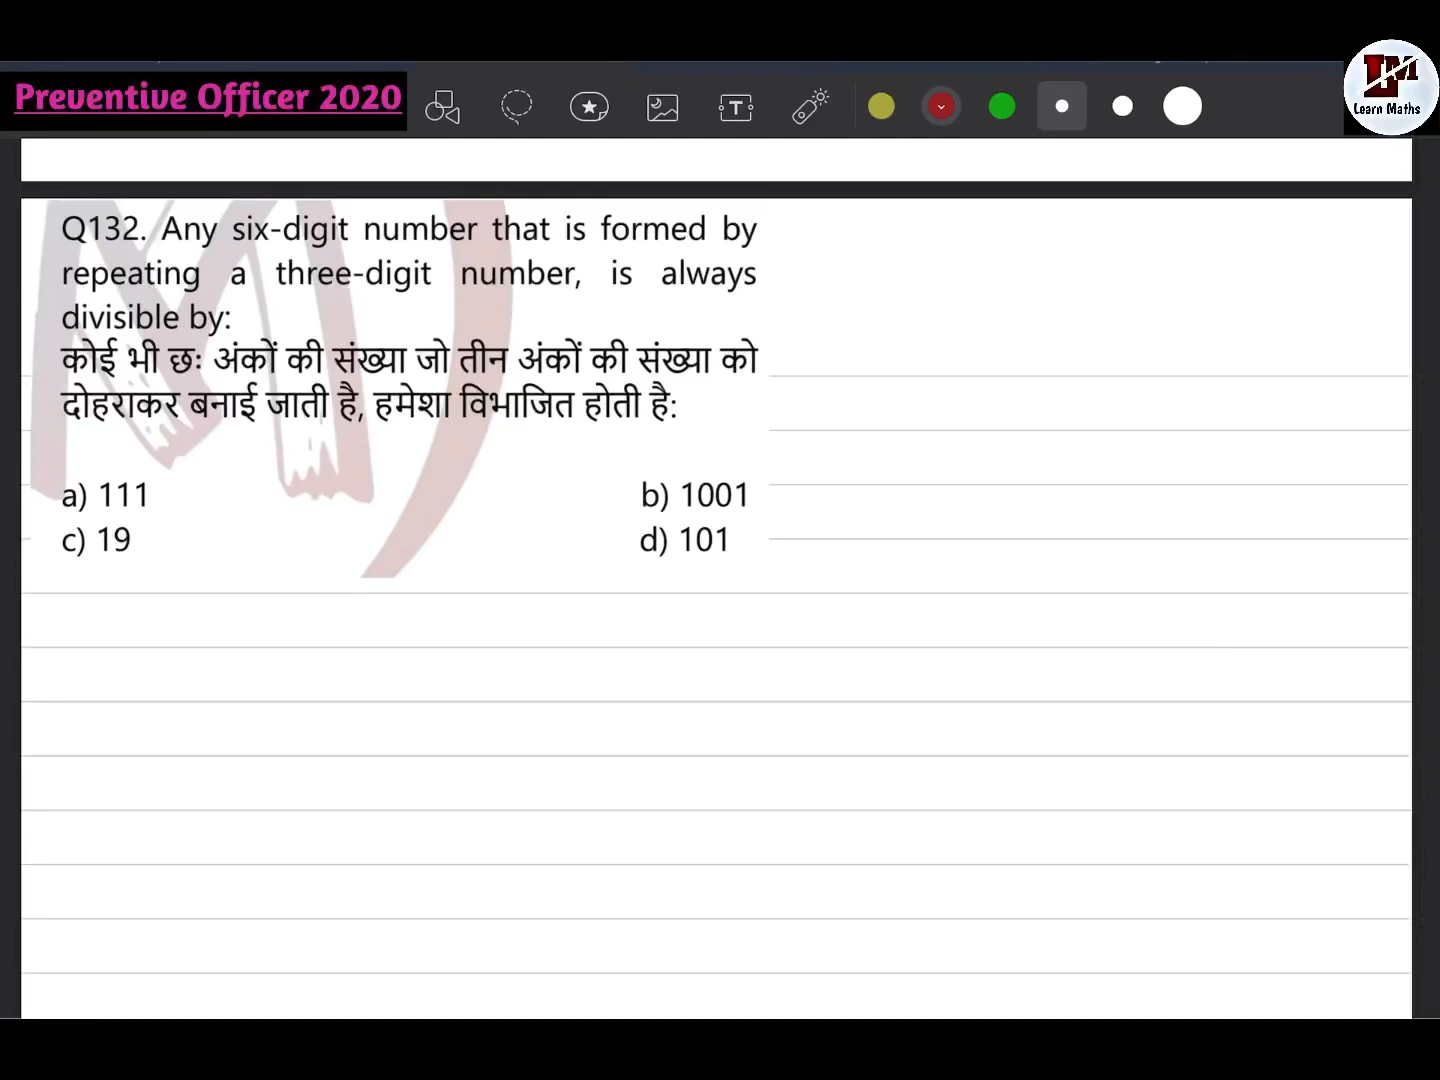 Preventive Officer 2020
LM
Learn Maths
T
Q132. Any six-digit number that is formed by
repeating a three-digit number, is always
divisible by:
कोई भी छः अंकों की संख्या जो तीन अंकों की संख्या को
दोहराकर बनाई जाती है, हमेशा विभाजित होती है:
a) 111 b) 1001
c) 19 d) 101